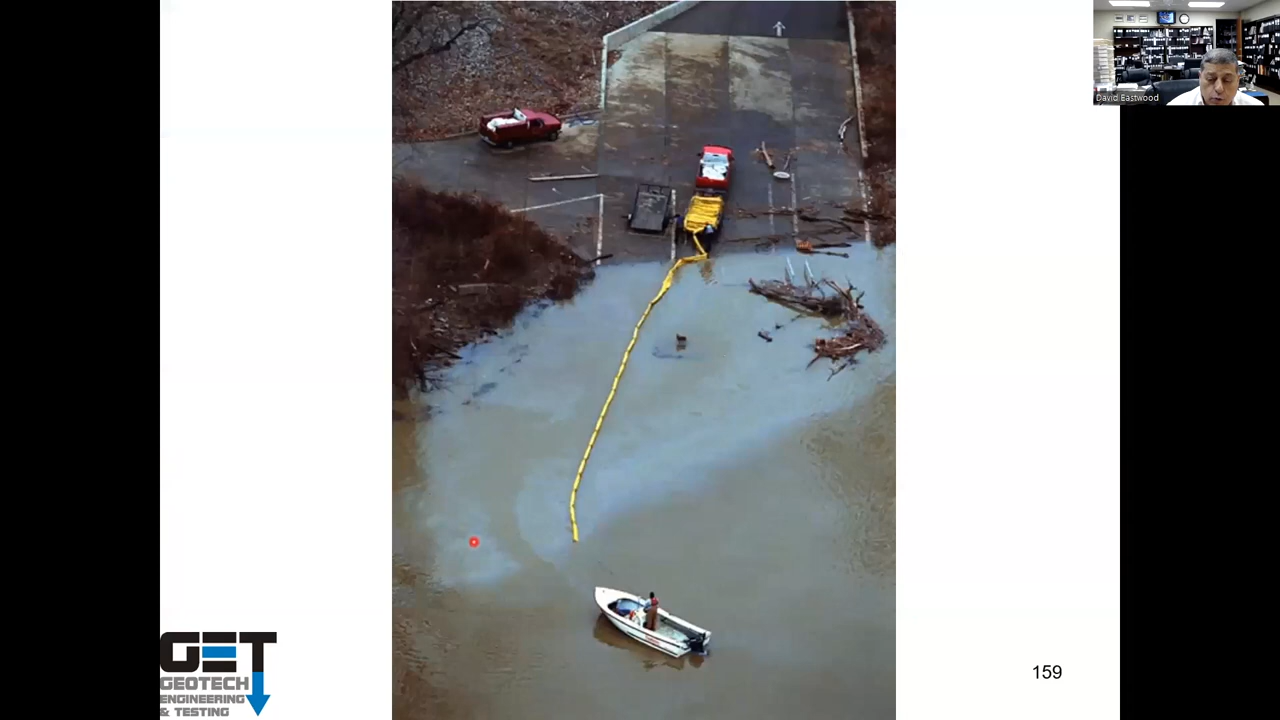 David Eastwood
GET
GEOTECH
ENGINEERING
& TESTING
159